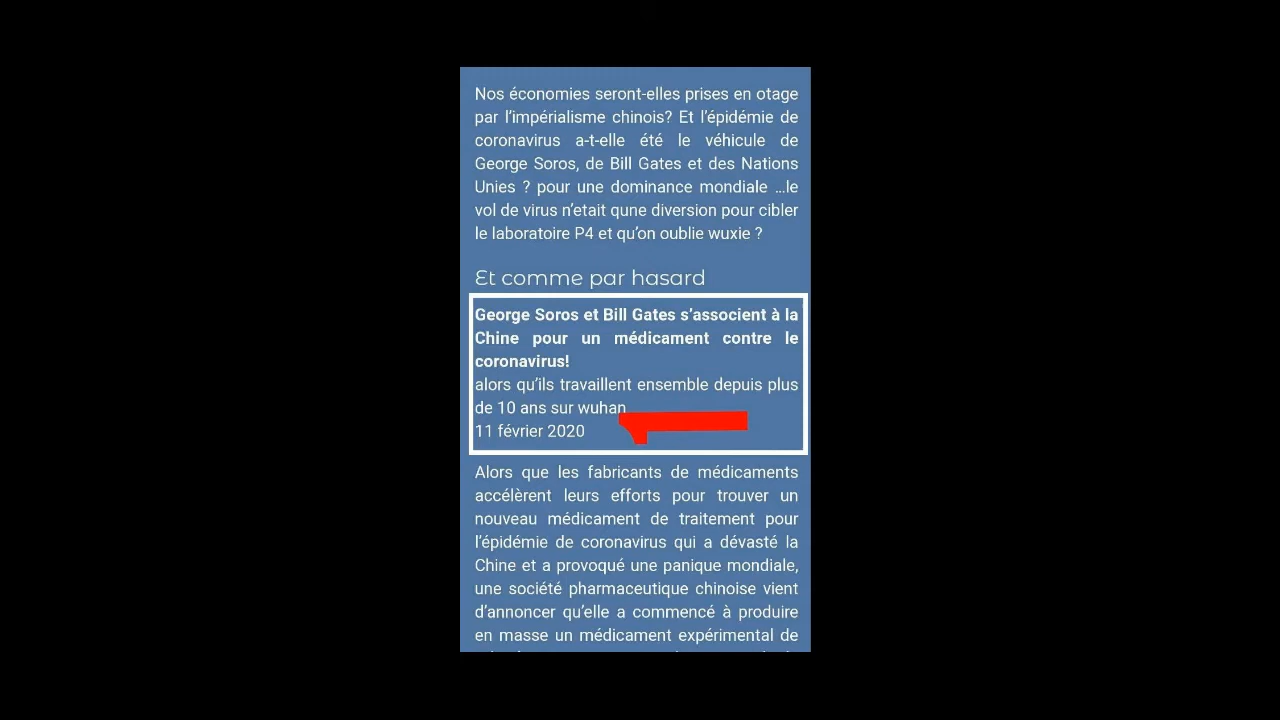 Nos économies seront-elles prises en otage
par l'impérialisme chinois? Et l'épidémie de
coronavirus a-t-elle été le véhicule de
George Soros, de Bill Gates et des Nations
Unies ? pour une dominance mondiale ...le
vol de virus n'etait qune diversion pour cibler
le laboratoire P4 et qu'on oublie wuxie ?
Et comme par hasard
George Soros et Bill Gates s'associent à la
Chine pour un médicament contre le
coronavirus!
alors qu'ils travaillent ensemble depuis plus
de 10 ans sur wuhan
11 février 2020
Alors que les fabricants de médicaments
accélèrent leurs efforts pour trouver un
nouveau médicament de traitement pour
l'épidémie de coronavirus qui a dévasté la
Chine et a provoqué une panique mondiale,
une société pharmaceutique chinoise vient
d'annoncer qu'elle a commencé à produire
en masse un médicament expérimental de